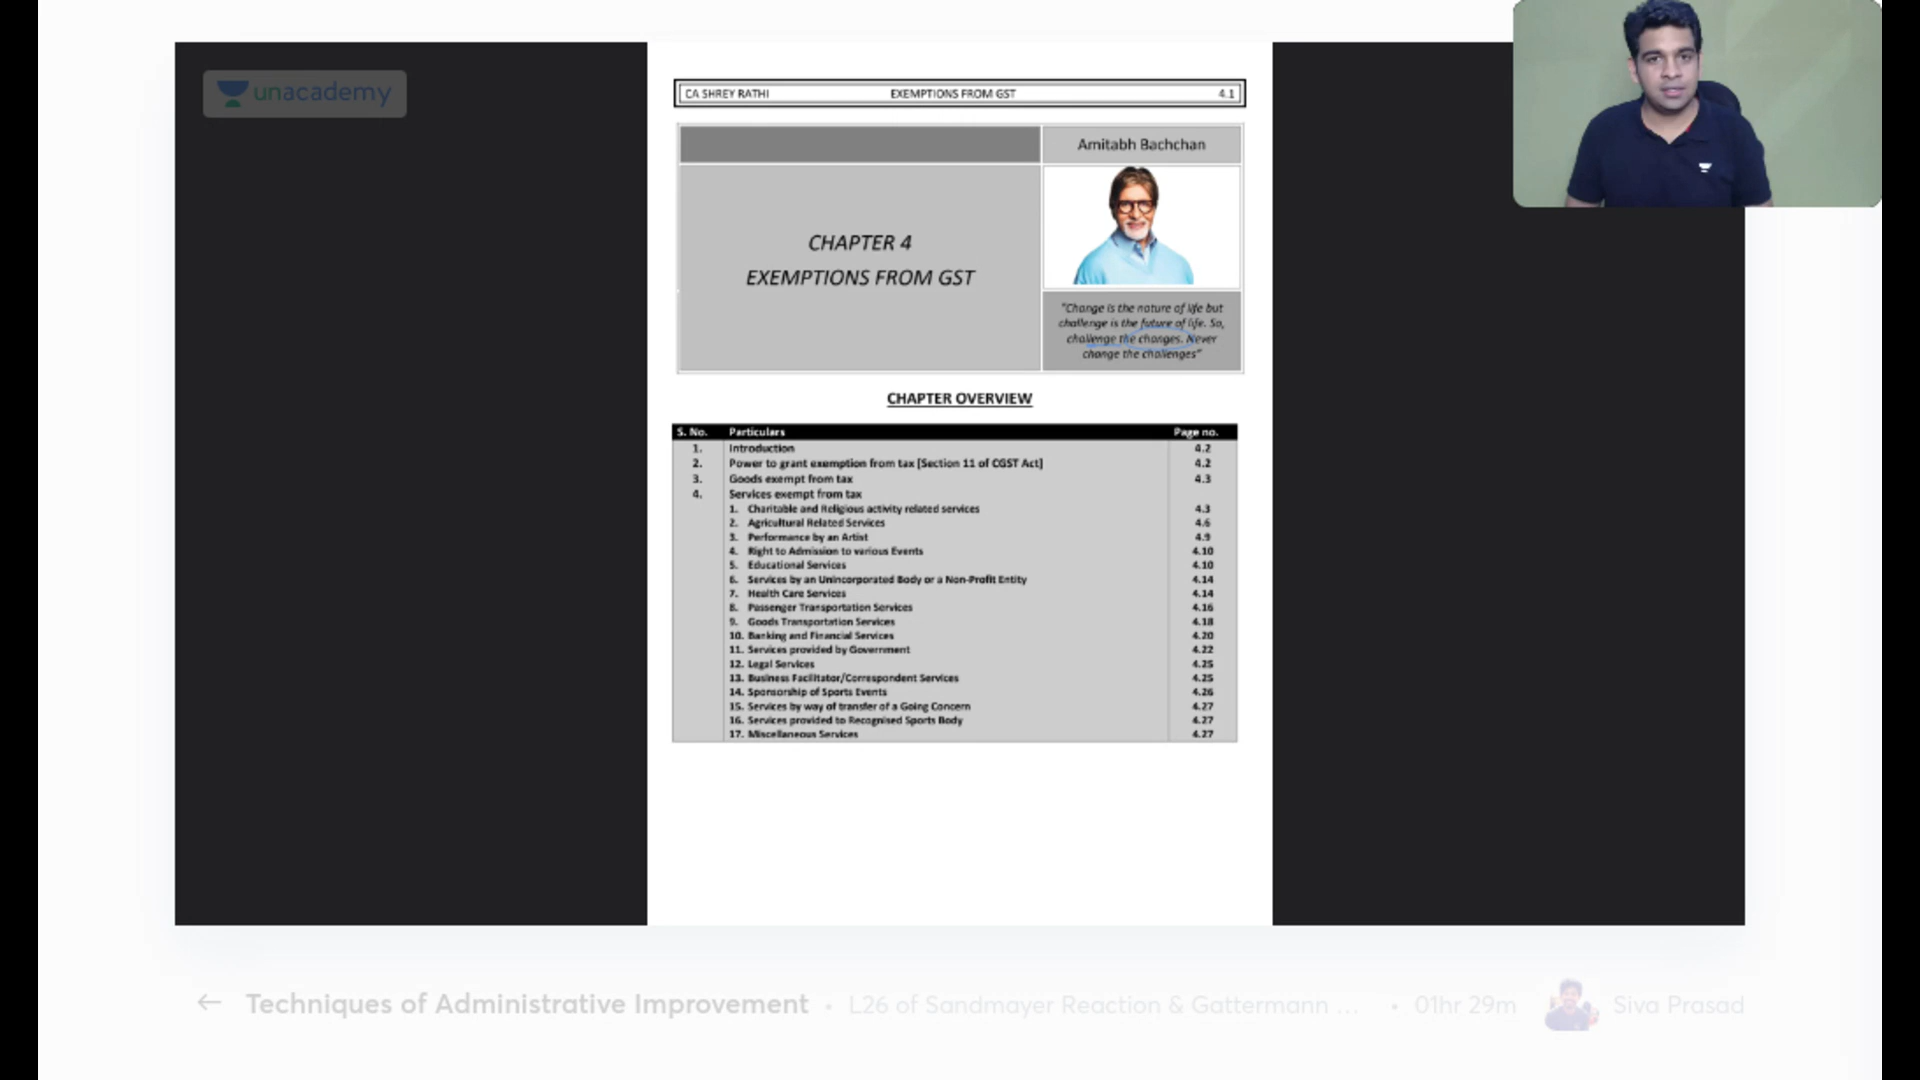 unacademy
CA SHREY RATHI EXEMPTIONS FROM GST 4.1
Amitabh Bachchan
CHAPTER 4
EXEMPTIONS FROM GST
"Change is the nature of life but
challenge is the future of life. So,
challenge the changes. Never
change the challenges"
CHAPTER OVERVIEW
S. No. Particulars Page no.
1. Introduction 4.2
2. Power to grant exemption from tax [Section 11 of CGST Act] 4.2
3. Goods exempt from tax 4.3
4. Services exempt from tax
1. Charitable and Religious activity related services 4.3
2. Agricultural Related Services 4.6
3. Performance by an Artist 4.9
4. Right to Admission to various Events 4.10
5. Educational Services 4.10
6. Services by an Unincorporated Body or a Non-Profit Entity 4.14
7. Health Care Services 4.14
8. Passenger Transportation Services 4.16
9. Goods Transportation Services 4.18
10. Banking and Financial Services 4.20
11. Services provided by Government 4.22
12. Legal Services 4.25
13. Business Facilitator/Correspondent Services 4.25
14. Sponsorship of Sports Events 4.26
15. Services by way of transfer of a Going Concern 4.27
16. Services provided to Recognised Sports Body 4.27
17. Miscellaneous Services 4.27
← Techniques of Administrative Improvement • L26 of Sandmayer Reaction & Gattermann ... • 01hr 29m Siva Prasad